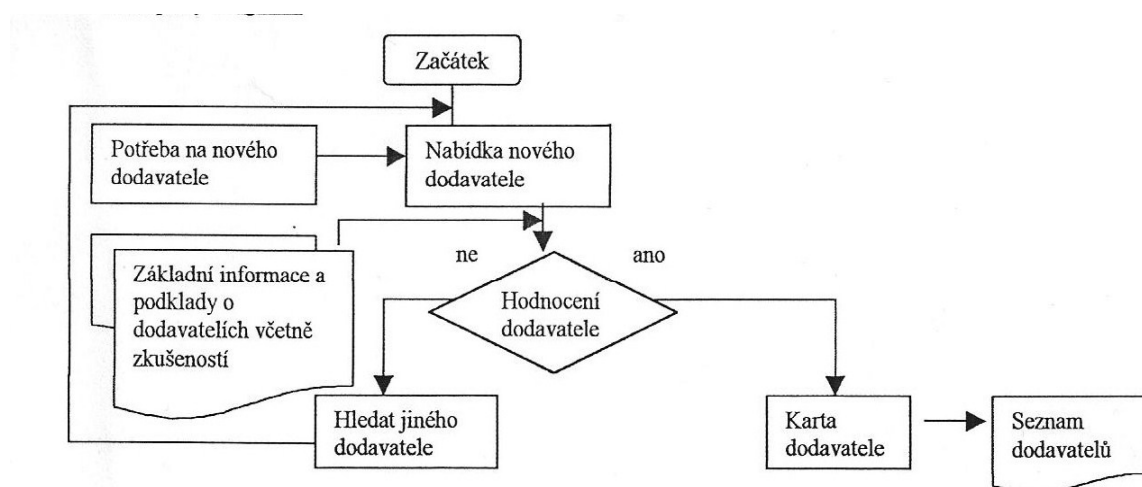 Začátek
Potřeba na nového
dodavatele
Nabídka nového
dodavatele
ne
ano
Základní informace a
podklady o
dodavatelích včetně
zkušeností
Hodnocení
dodavatele
Hledat jiného
dodavatele
Karta
dodavatele
Seznam
dodavatelů